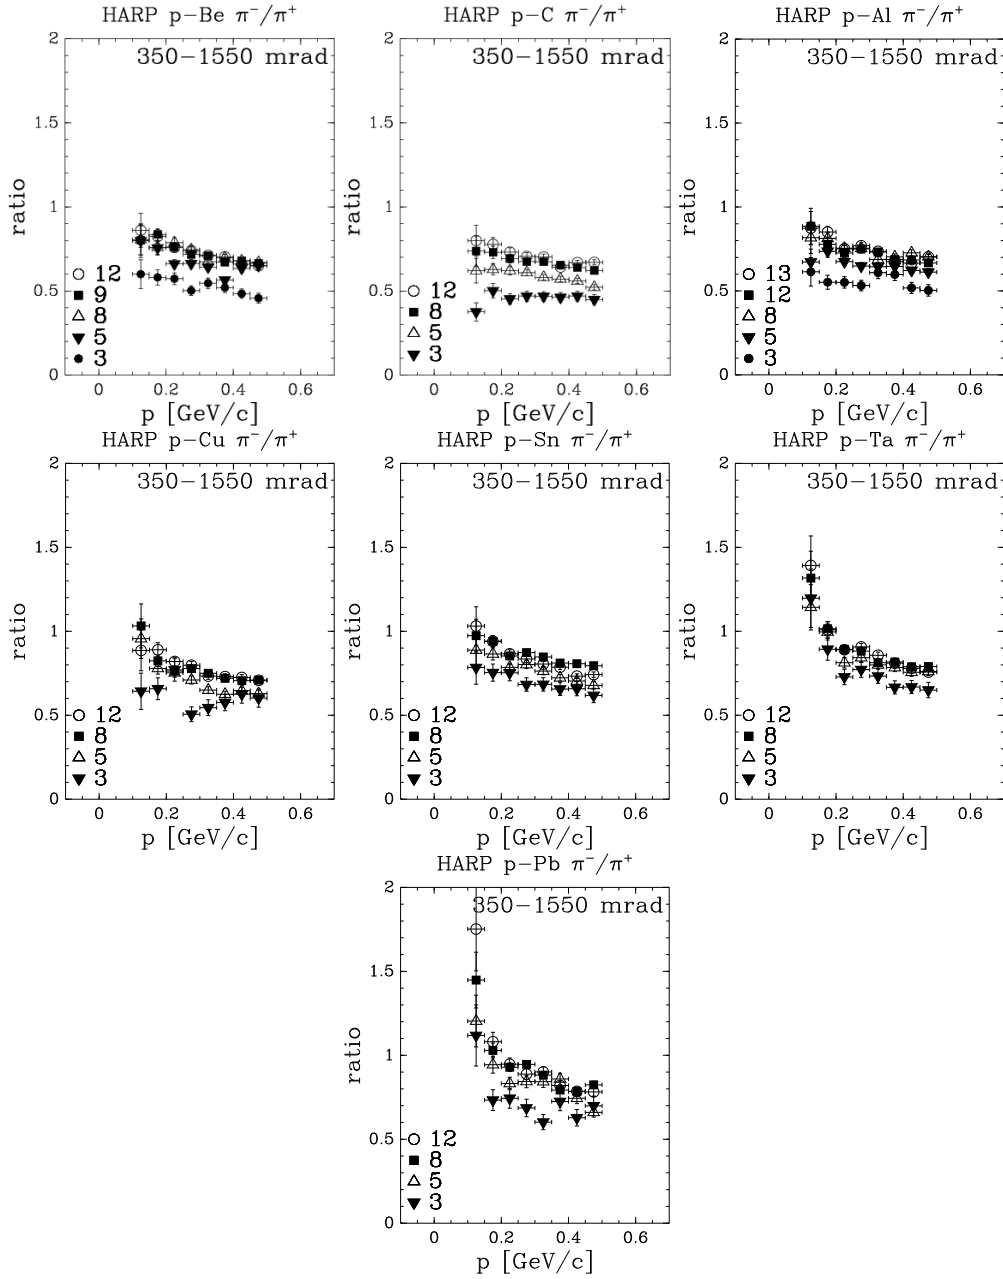 HARP p−Be π⁻/π⁺
350−1550 mrad
ratio
2
1.5
1
0.5
0
12
9
8
5
3
0 0.2 0.4 0.6
p [GeV/c]
HARP p−C π⁻/π⁺
350−1550 mrad
ratio
2
1.5
1
0.5
0
12
8
5
3
0 0.2 0.4 0.6
p [GeV/c]
HARP p−Al π⁻/π⁺
350−1550 mrad
ratio
2
1.5
1
0.5
0
13
12
8
5
3
0 0.2 0.4 0.6
p [GeV/c]
HARP p−Cu π⁻/π⁺
350−1550 mrad
ratio
2
1.5
1
0.5
0
12
8
5
3
0 0.2 0.4 0.6
p [GeV/c]
HARP p−Sn π⁻/π⁺
350−1550 mrad
ratio
2
1.5
1
0.5
0
12
8
5
3
0 0.2 0.4 0.6
p [GeV/c]
HARP p−Ta π⁻/π⁺
350−1550 mrad
ratio
2
1.5
1
0.5
0
12
8
5
3
0 0.2 0.4 0.6
p [GeV/c]
HARP p−Pb π⁻/π⁺
350−1550 mrad
ratio
2
1.5
1
0.5
0
12
8
5
3
0 0.2 0.4 0.6
p [GeV/c]